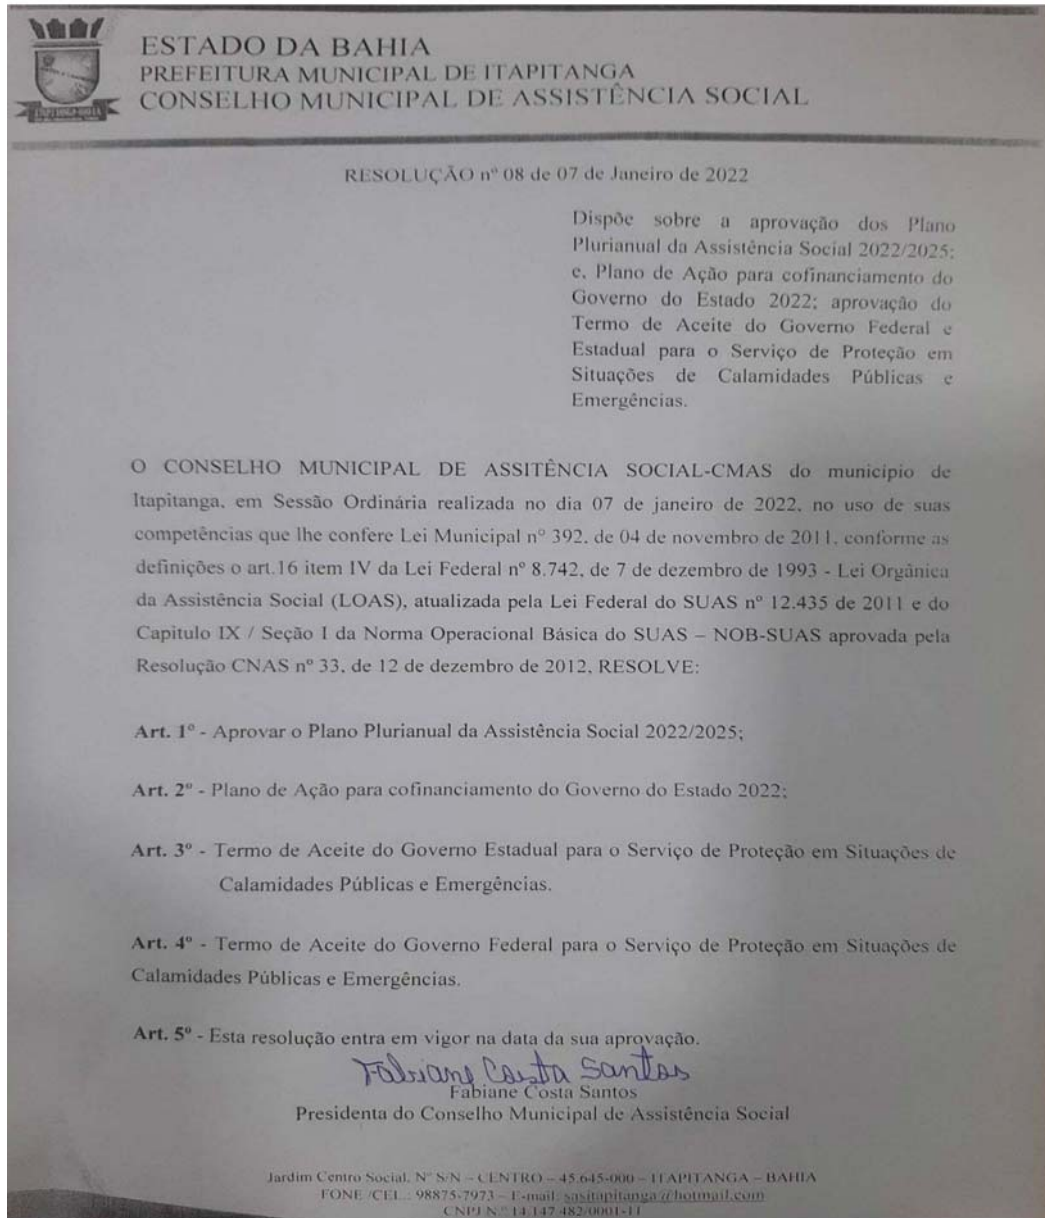 ESTADO DA BAHIA
PREFEITURA MUNICIPAL DE ITAPITANGA
CONSELHO MUNICIPAL DE ASSISTÊNCIA SOCIAL
RESOLUÇÃO nº 08 de 07 de Janeiro de 2022
Dispõe sobre a aprovação dos Plano
Plurianual da Assistência Social 2022/2025;
e, Plano de Ação para cofinanciamento do
Governo do Estado 2022; aprovação do
Termo de Aceite do Governo Federal e
Estadual para o Serviço de Proteção em
Situações de Calamidades Públicas e
Emergências.
O CONSELHO MUNICIPAL DE ASSITÊNCIA SOCIAL-CMAS do município de
Itapitanga, em Sessão Ordinária realizada no dia 07 de janeiro de 2022, no uso de suas
competências que lhe confere Lei Municipal nº 392, de 04 de novembro de 2011, conforme as
definições o art.16 item IV da Lei Federal nº 8.742, de 7 de dezembro de 1993 - Lei Orgânica
da Assistência Social (LOAS), atualizada pela Lei Federal do SUAS nº 12.435 de 2011 e do
Capitulo IX / Seção I da Norma Operacional Básica do SUAS – NOB-SUAS aprovada pela
Resolução CNAS nº 33, de 12 de dezembro de 2012, RESOLVE:
Art. 1º - Aprovar o Plano Plurianual da Assistência Social 2022/2025;
Art. 2º - Plano de Ação para cofinanciamento do Governo do Estado 2022;
Art. 3º - Termo de Aceite do Governo Estadual para o Serviço de Proteção em Situações de
Calamidades Públicas e Emergências.
Art. 4º - Termo de Aceite do Governo Federal para o Serviço de Proteção em Situações de
Calamidades Públicas e Emergências.
Art. 5º - Esta resolução entra em vigor na data da sua aprovação.
Fabiane Costa Santos
Fabiane Costa Santos
Presidenta do Conselho Municipal de Assistência Social
Jardim Centro Social, Nº S/N – CENTRO – 45.645-000 – ITAPITANGA – BAHIA
FONE /CEL.: 98875-7973 – E-mail: sasitapitanga@hotmail.com
CNPJ N.º 14.147.482/0001-11